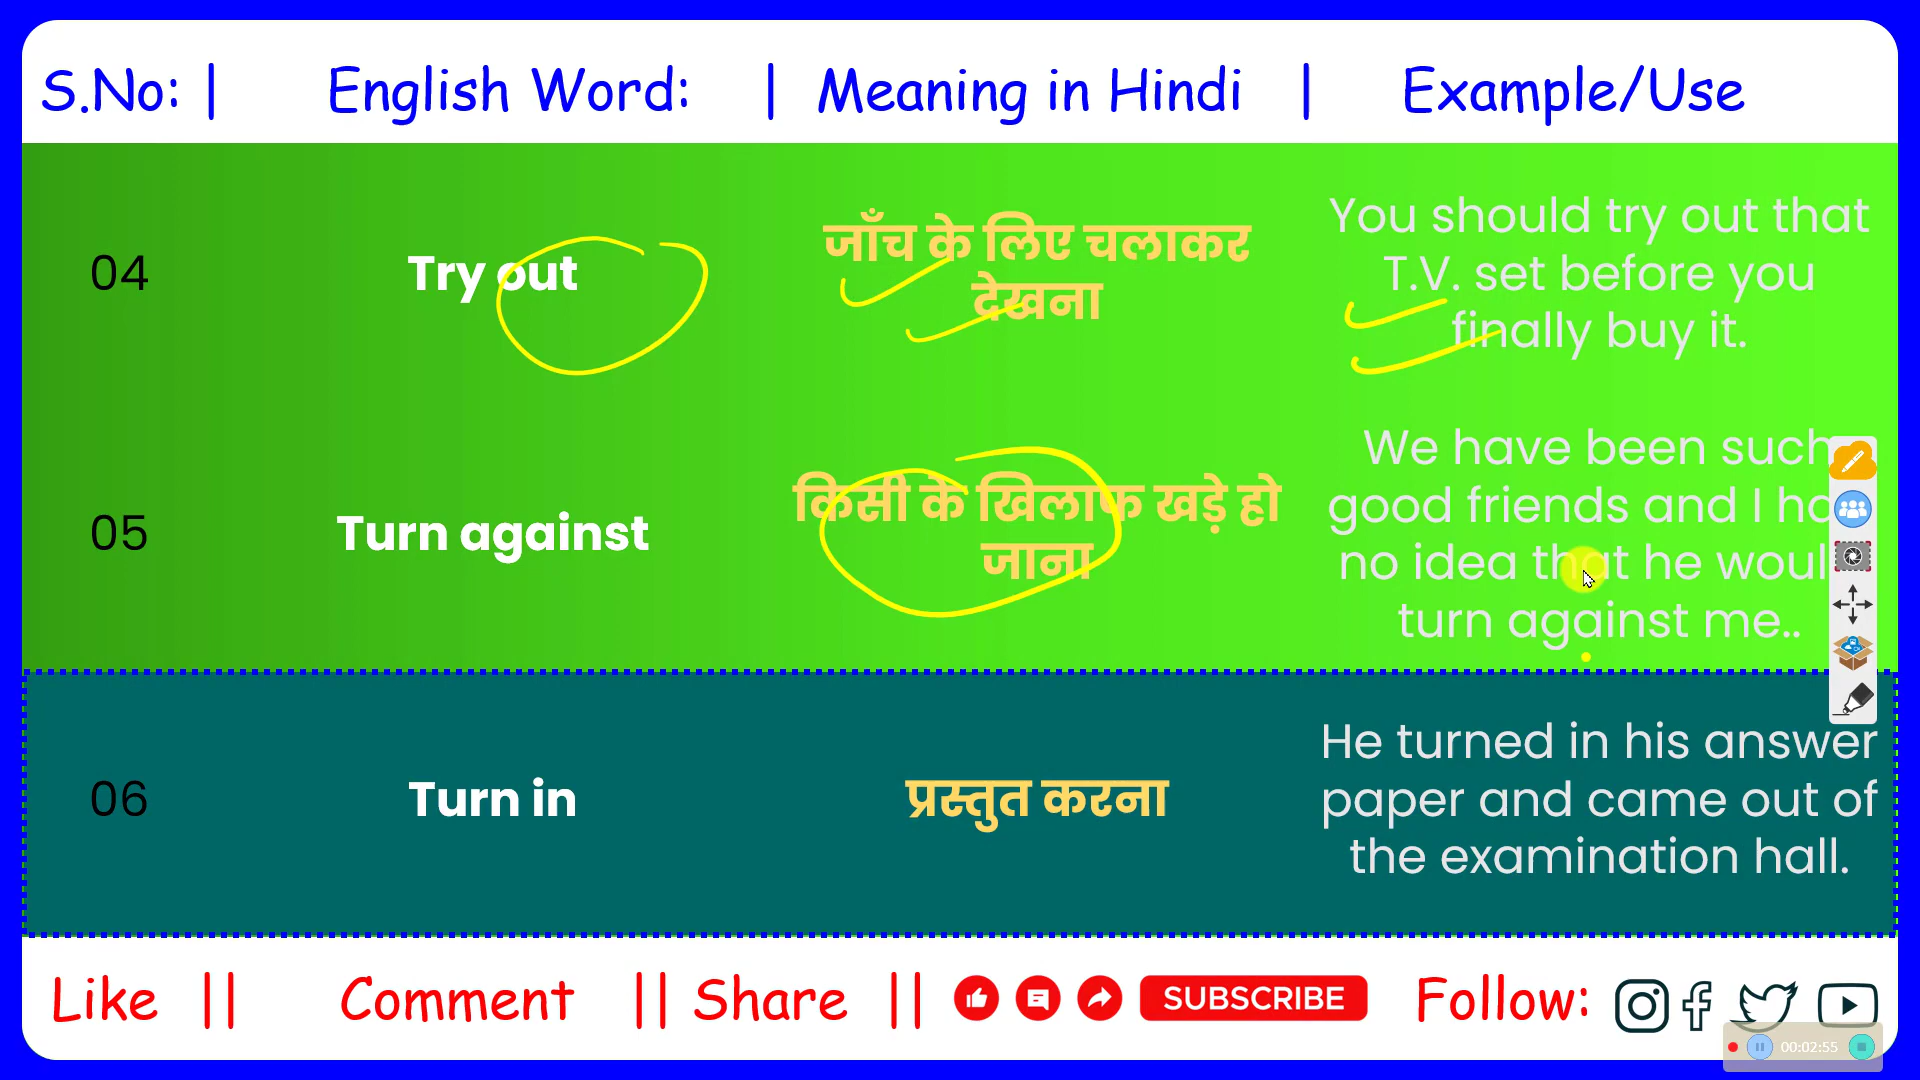 S.No: | English Word: | Meaning in Hindi | Example/Use
04
Try out
जाँच के लिए चलाकर
देखना
You should try out that
T.V. set before you
finally buy it.
05
Turn against
किसी के खिलाफ खड़े हो
जाना
We have been such
good friends and I
no idea that he
turn against me..
06
Turn in
प्रस्तुत करना
He turned in his answer
paper and came out of
the examination hall.
Like || Comment || Share || SUBSCRIBE Follow:
00:02:55